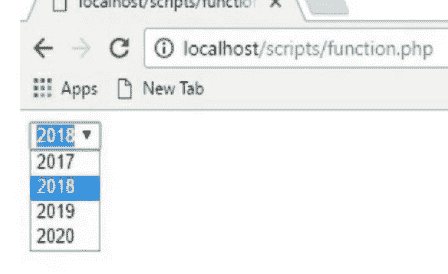 localhost/scripts/function
localhost/scripts/function.php
Apps
New Tab
2018
2017
2018
2019
2020